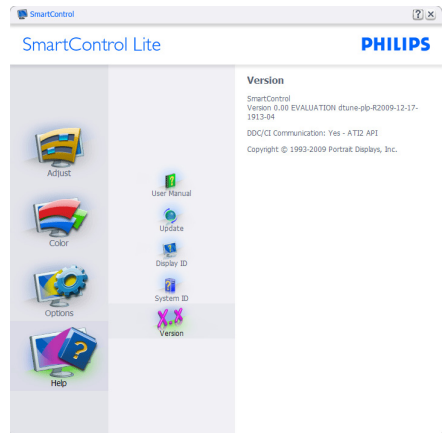 SmartControl
SmartControl Lite
PHILIPS
Adjust
Color
Options
Help
User Manual
Update
Display ID
System ID
Version
Version
SmartControl
Version 0.00 EVALUATION dtune-plp-R2009-12-17-
1913-04
DDC/CI Communication: Yes - ATI2 API
Copyright © 1993-2009 Portrait Displays, Inc.